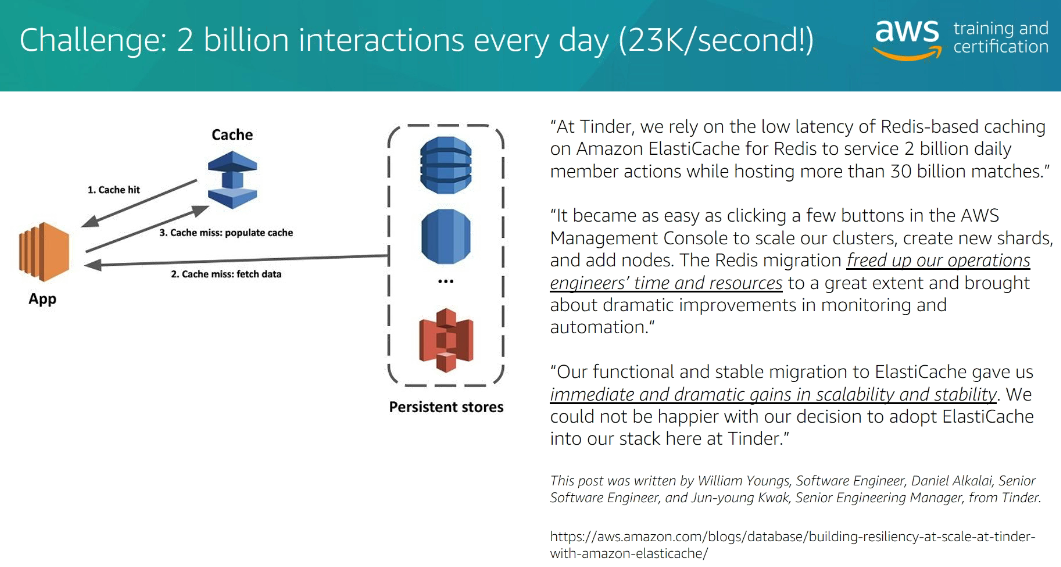 Challenge: 2 billion interactions every day (23K/second!)
aws training and
certification
Cache
1. Cache hit
3. Cache miss: populate cache
2. Cache miss: fetch data
App
...
Persistent stores
“At Tinder, we rely on the low latency of Redis-based caching
on Amazon ElastiCache for Redis to service 2 billion daily
member actions while hosting more than 30 billion matches.”
“It became as easy as clicking a few buttons in the AWS
Management Console to scale our clusters, create new shards,
and add nodes. The Redis migration freed up our operations
engineers’ time and resources to a great extent and brought
about dramatic improvements in monitoring and
automation.“
“Our functional and stable migration to ElastiCache gave us
immediate and dramatic gains in scalability and stability. We
could not be happier with our decision to adopt ElastiCache
into our stack here at Tinder.”
This post was written by William Youngs, Software Engineer, Daniel Alkalai, Senior
Software Engineer, and Jun-young Kwak, Senior Engineering Manager, from Tinder.
https://aws.amazon.com/blogs/database/building-resiliency-at-scale-at-tinder-
with-amazon-elasticache/